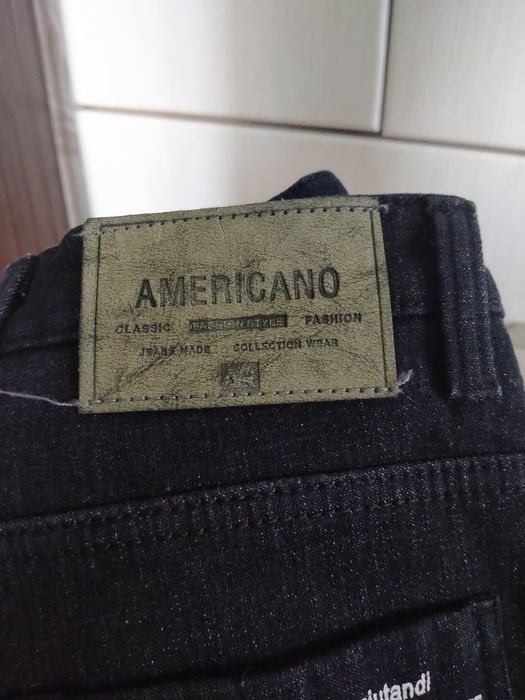 AMERICANO
CLASSIC FASHION STYLE FASHION
JEANS MADE COLLECTION WEAR